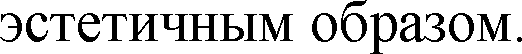 эстетичным образом.